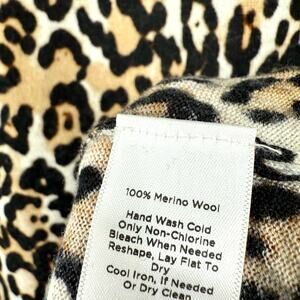 100% Merino Wool
Hand Wash Cold
Only Non-Chlorine
Bleach When Needed
Reshape, Lay Flat To
Dry
Cool Iron, if Needed
Or Dry Clean